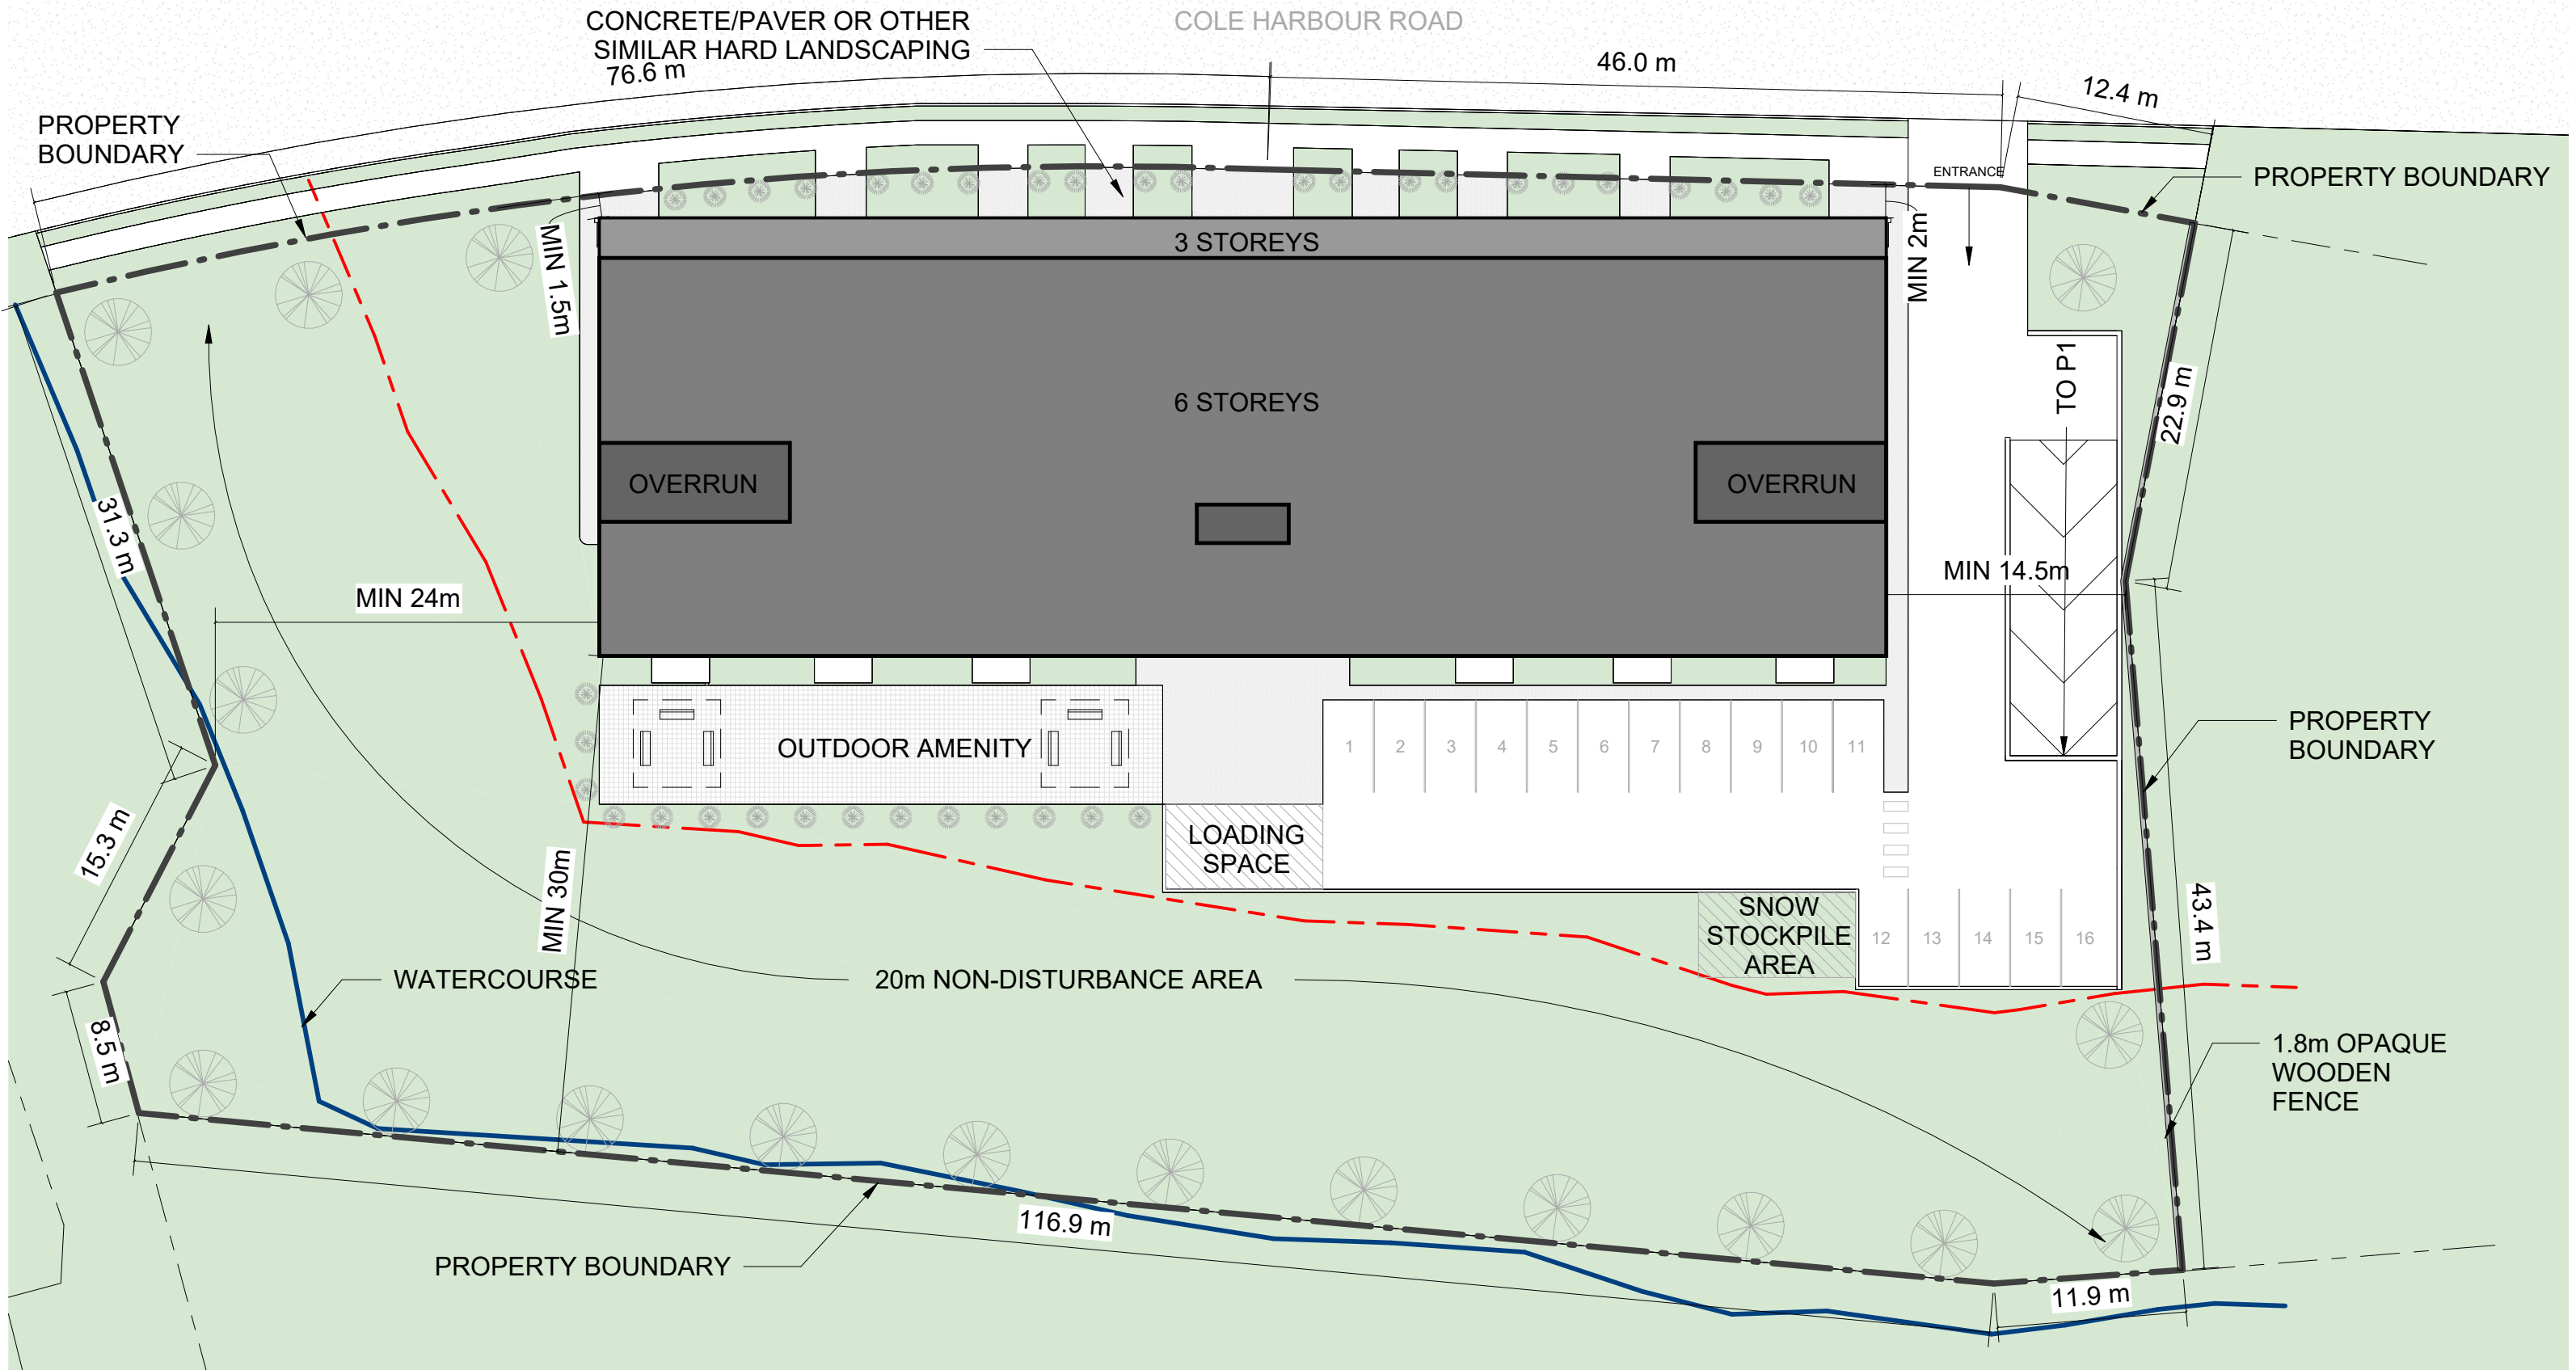 CONCRETE/PAVER OR OTHER
SIMILAR HARD LANDSCAPING
COLE HARBOUR ROAD
76.6 m
46.0 m
12.4 m
PROPERTY
BOUNDARY
ENTRANCE
PROPERTY BOUNDARY
MIN 1.5m
3 STOREYS
MIN 2m
6 STOREYS
TO P1
22.9 m
OVERRUN
OVERRUN
31.3 m
MIN 24m
MIN 14.5m
OUTDOOR AMENITY
1
2
3
4
5
6
7
8
9
10
11
PROPERTY
BOUNDARY
15.3 m
LOADING
SPACE
MIN 30m
SNOW
STOCKPILE
AREA
12
13
14
15
16
43.4 m
WATERCOURSE
20m NON-DISTURBANCE AREA
8.5 m
1.8m OPAQUE
WOODEN
FENCE
116.9 m
PROPERTY BOUNDARY
11.9 m